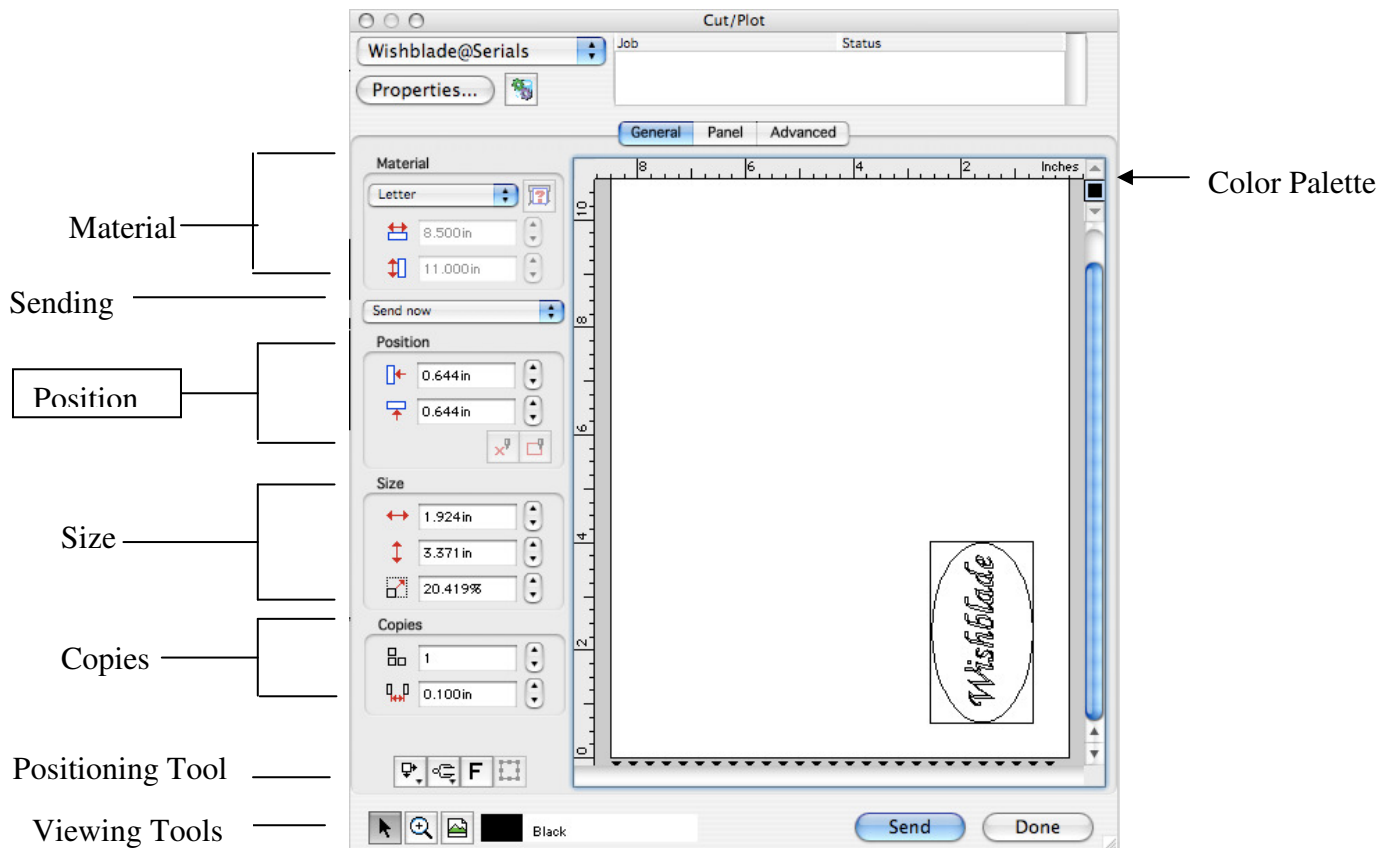 Cut/Plot
Wishblade@Serials
Job Status
Properties...
General Panel Advanced
Material
Letter
8.500in
11.000in
Send now
Position
0.644in
0.644in
Size
1.924in
3.371in
20.419%
Copies
1
0.100in
F
8 6 4 2 Inches
10
8
6
4
2
0
Wishblade
Black
Send Done
Material
Sending
Position
Size
Copies
Positioning Tool
Viewing Tools
Color Palette